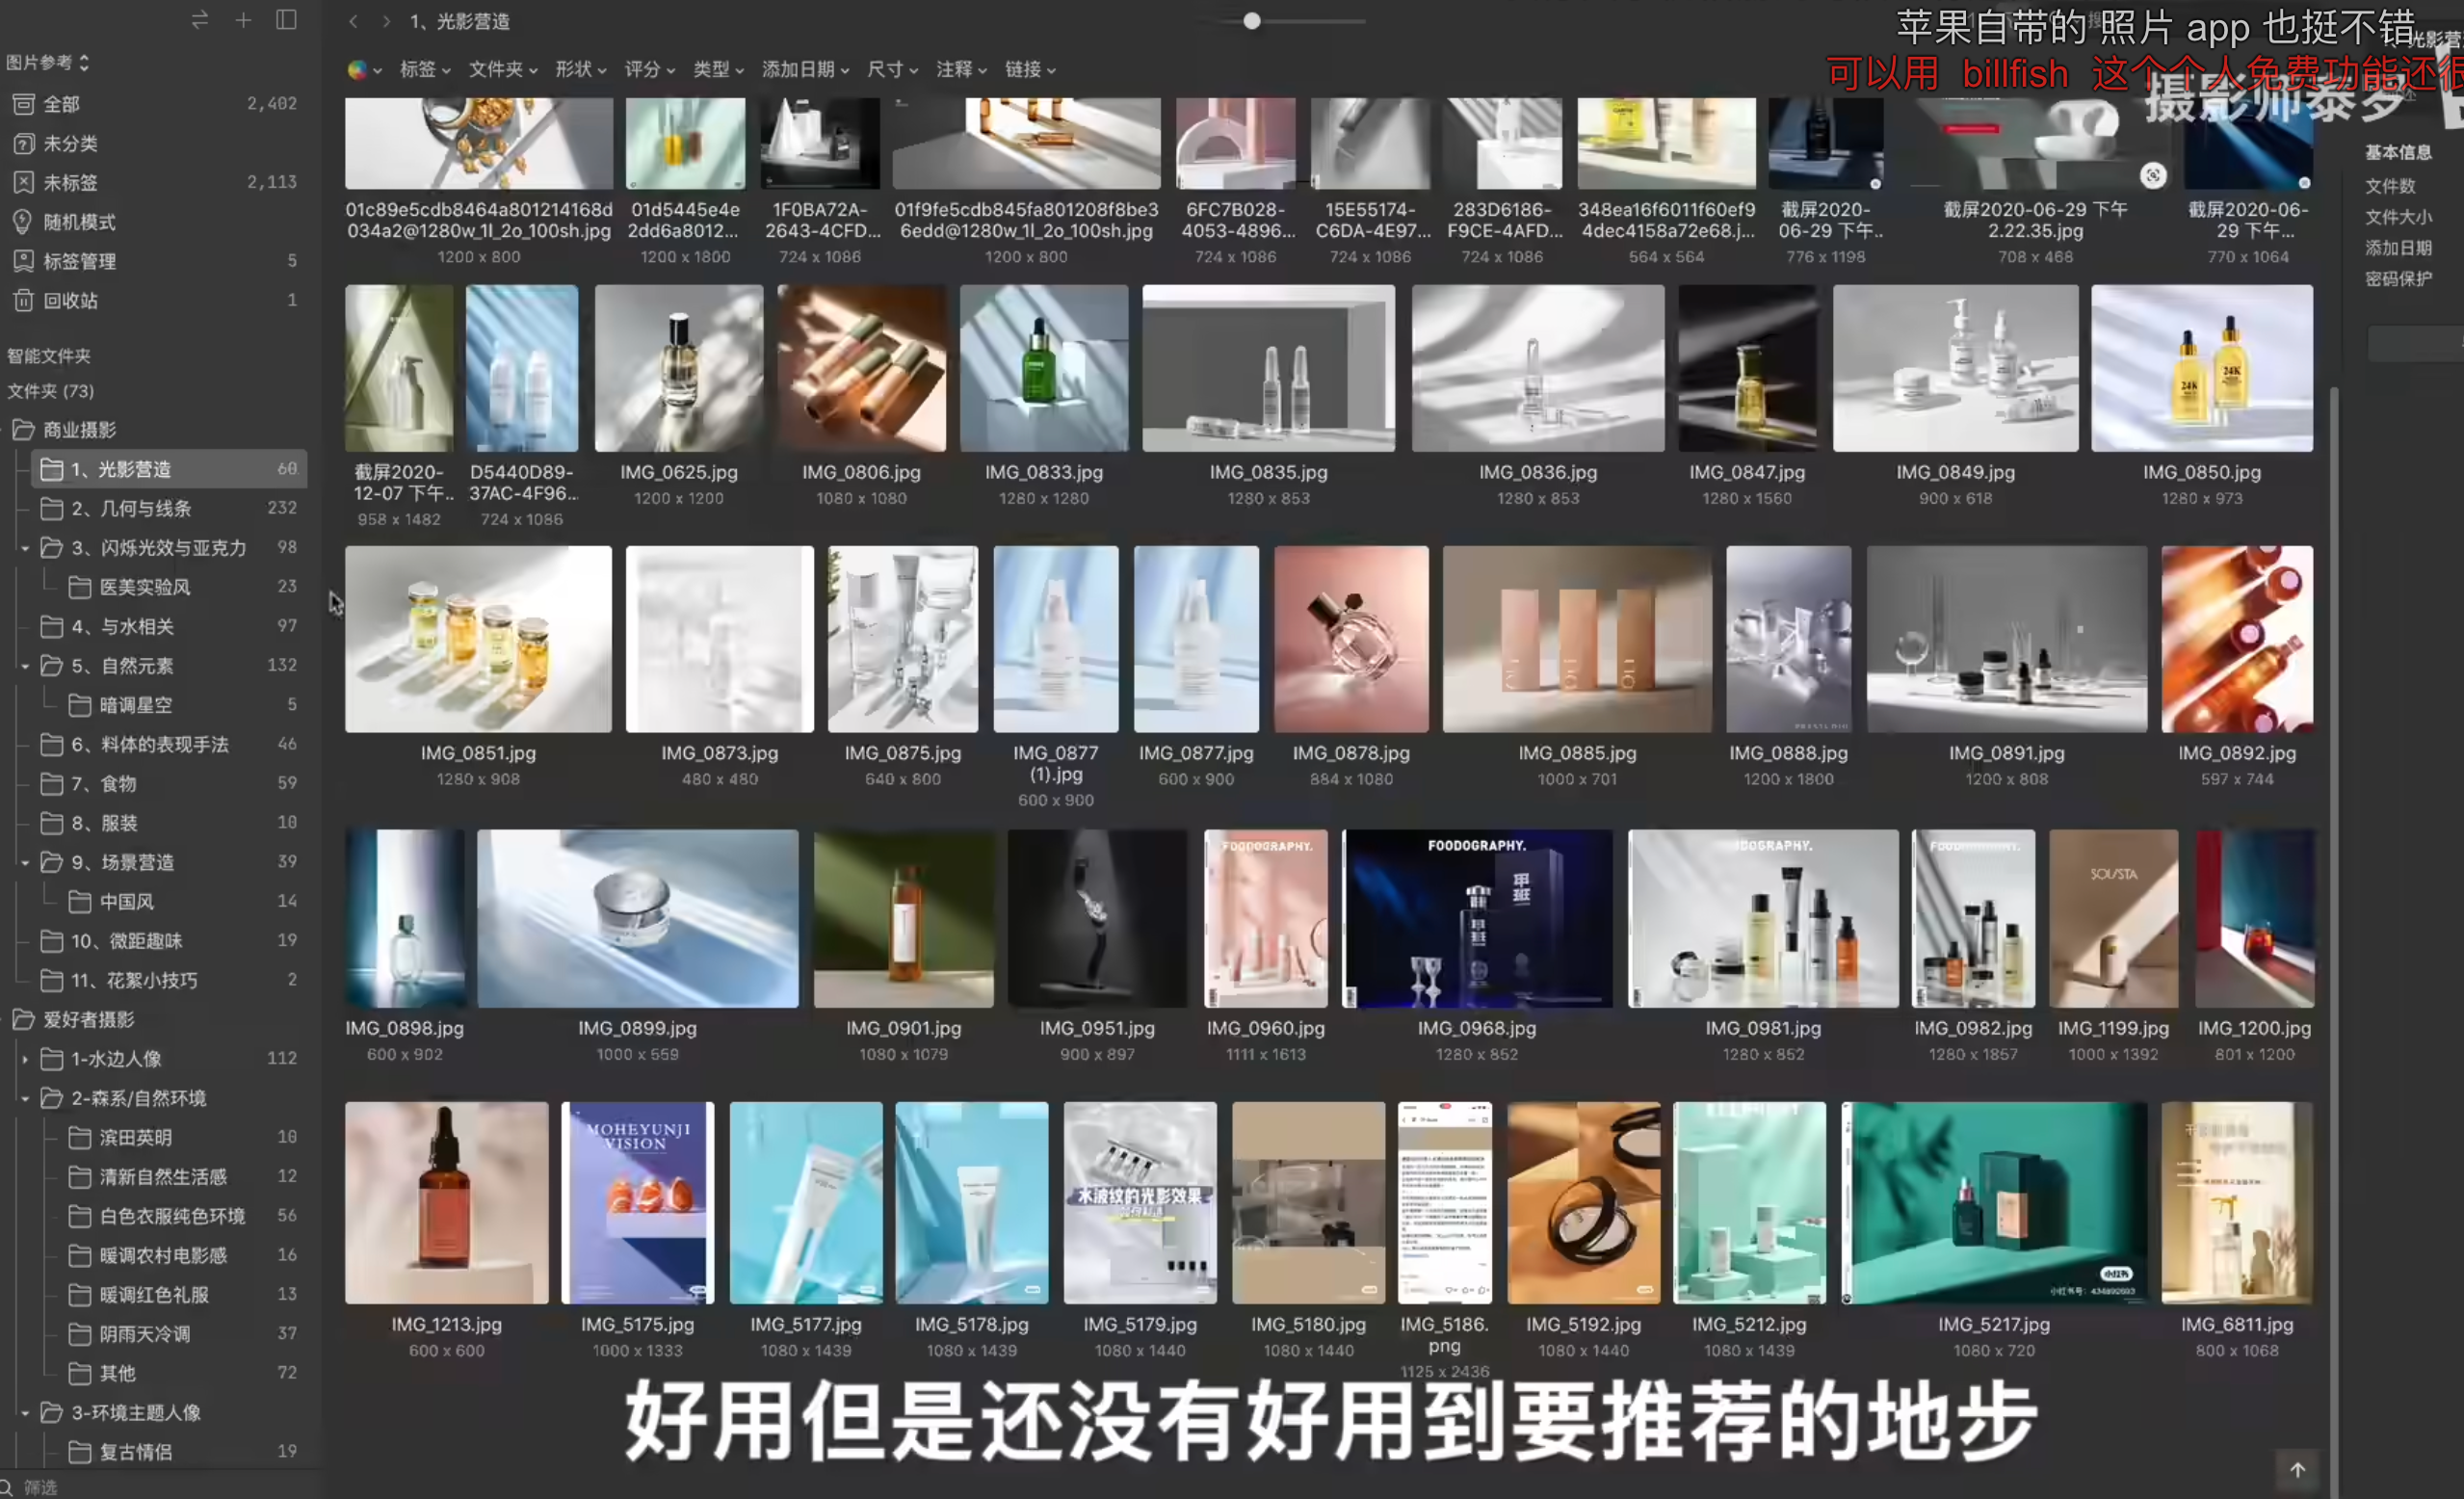 1、光影营造
苹果自带的 照片 app 也挺不错
可以用 billfish 这个个人免费功能还很
摄影师泰罗
图片参考
全部 2,402
未分类
未标签 2,113
随机模式
标签管理 5
回收站 1
智能文件夹
文件夹 (73)
商业摄影
1、光影营造 60
2、几何与线条 232
3、闪烁光效与亚克力 98
医美实验风 23
4、与水相关 97
5、自然元素 132
暗调星空 5
6、料体的表现手法 46
7、食物 59
8、服装 10
9、场景营造 39
中国风 14
10、微距趣味 19
11、花絮小技巧 2
爱好者摄影
1-水边人像 112
2-森系/自然环境
滨田英明 10
清新自然生活感 12
白色衣服纯色环境 56
暖调农村电影感 16
暖调红色礼服 13
阴雨天冷调 37
其他 72
3-环境主题人像
复古情侣 19
筛选
标签 文件夹 形状 评分 类型 添加日期 尺寸 注释 链接
01c89e5cdb8464a801214168d034a2@1280w_1l_2o_100sh.jpg
1200 x 800
01d5445e4e2dd6a8012...
1200 x 1800
1F0BA72A-2643-4CFD...
724 x 1086
01f9fe5cdb845fa801208f8be36edd@1280w_1l_2o_100sh.jpg
1200 x 800
6FC7B028-4053-4896...
724 x 1086
15E55174-C6DA-4E97...
724 x 1086
283D6186-F9CE-4AFD...
724 x 1086
348ea16f6011f60ef94dec4158a72e68.j...
564 x 564
截屏2020-06-29 下午..
776 x 1198
截屏2020-06-29 下午2.22.35.jpg
708 x 468
截屏2020-06-29 下午...
770 x 1064
截屏2020-12-07 下午..
958 x 1482
D5440D89-37AC-4F96...
724 x 1086
IMG_0625.jpg
1200 x 1200
IMG_0806.jpg
1080 x 1080
IMG_0833.jpg
1280 x 1280
IMG_0835.jpg
1280 x 853
IMG_0836.jpg
1280 x 853
IMG_0847.jpg
1280 x 1560
IMG_0849.jpg
900 x 618
24K
24K
IMG_0850.jpg
1280 x 973
IMG_0851.jpg
1280 x 908
IMG_0873.jpg
480 x 480
IMG_0875.jpg
640 x 800
IMG_0877 (1).jpg
600 x 900
IMG_0877.jpg
600 x 900
IMG_0878.jpg
884 x 1080
IMG_0885.jpg
1000 x 701
IMG_0888.jpg
1200 x 1800
IMG_0891.jpg
1200 x 808
IMG_0892.jpg
597 x 744
IMG_0898.jpg
600 x 902
IMG_0899.jpg
1000 x 559
IMG_0901.jpg
1080 x 1079
IMG_0951.jpg
900 x 897
FOODOGRAPHY.
IMG_0960.jpg
1111 x 1613
FOODOGRAPHY.
IMG_0968.jpg
1280 x 852
IMG_0981.jpg
1280 x 852
IMG_0982.jpg
1280 x 1857
IMG_1199.jpg
1000 x 1392
IMG_1200.jpg
801 x 1200
IMG_1213.jpg
600 x 600
MOHEYUNJI
VISION
IMG_5175.jpg
1000 x 1333
IMG_5177.jpg
1080 x 1439
IMG_5178.jpg
1080 x 1439
水波纹的光影效果
如何制造
IMG_5179.jpg
1080 x 1440
IMG_5180.jpg
1080 x 1440
IMG_5186.png
1125 x 2436
IMG_5192.jpg
1080 x 1440
IMG_5212.jpg
1080 x 1439
小红书
IMG_5217.jpg
1080 x 720
IMG_6811.jpg
800 x 1068
基本信息
文件数
文件大小
添加日期
密码保护
好用但是还没有好用到要推荐的地步